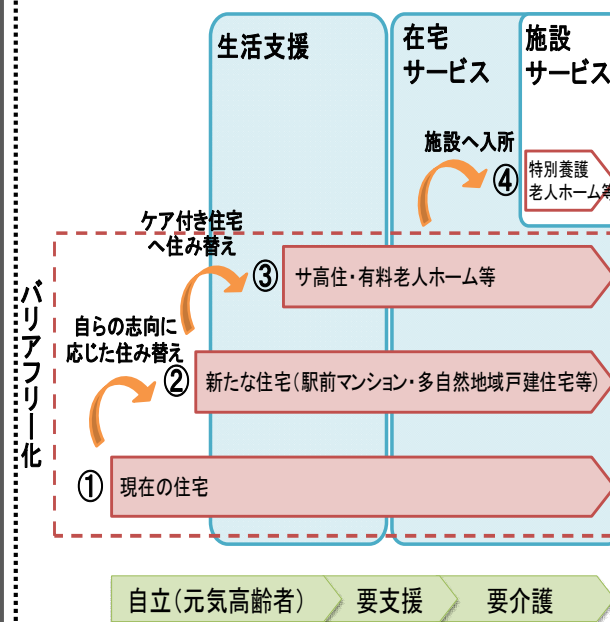 生活支援
在宅
サービス
施設
サービス
施設へ入所
④
特別養護
老人ホーム等
ケア付き住宅
へ住み替え
③
サ高住・有料老人ホーム等
バリアフリー化
自らの志向に
応じた住み替え
②
新たな住宅(駅前マンション・多自然地域戸建住宅等)
①
現在の住宅
自立(元気高齢者)
要支援
要介護